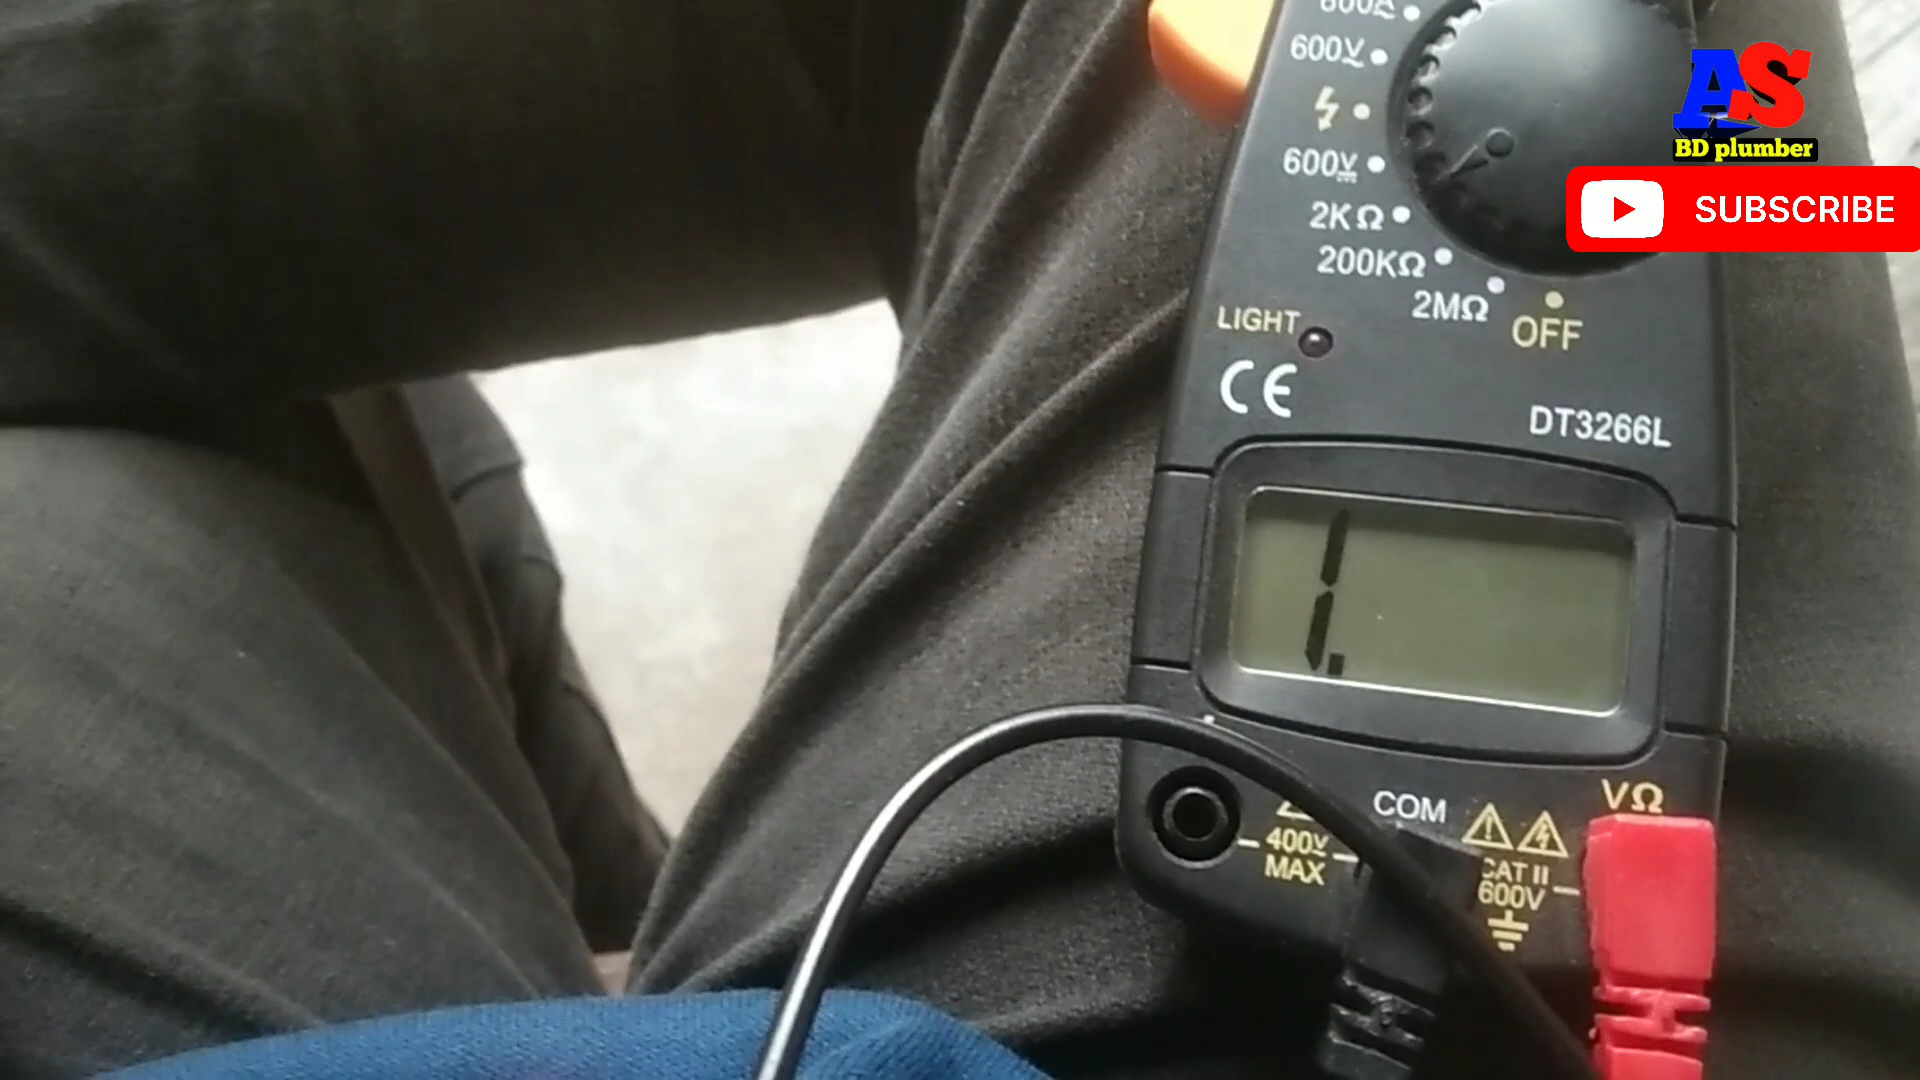 600V
600V
2KΩ
200KΩ
2MΩ
OFF
LIGHT
CE
DT3266L
1.
COM
VΩ
400V
MAX
CAT II
600V
AS
BD plumber
SUBSCRIBE